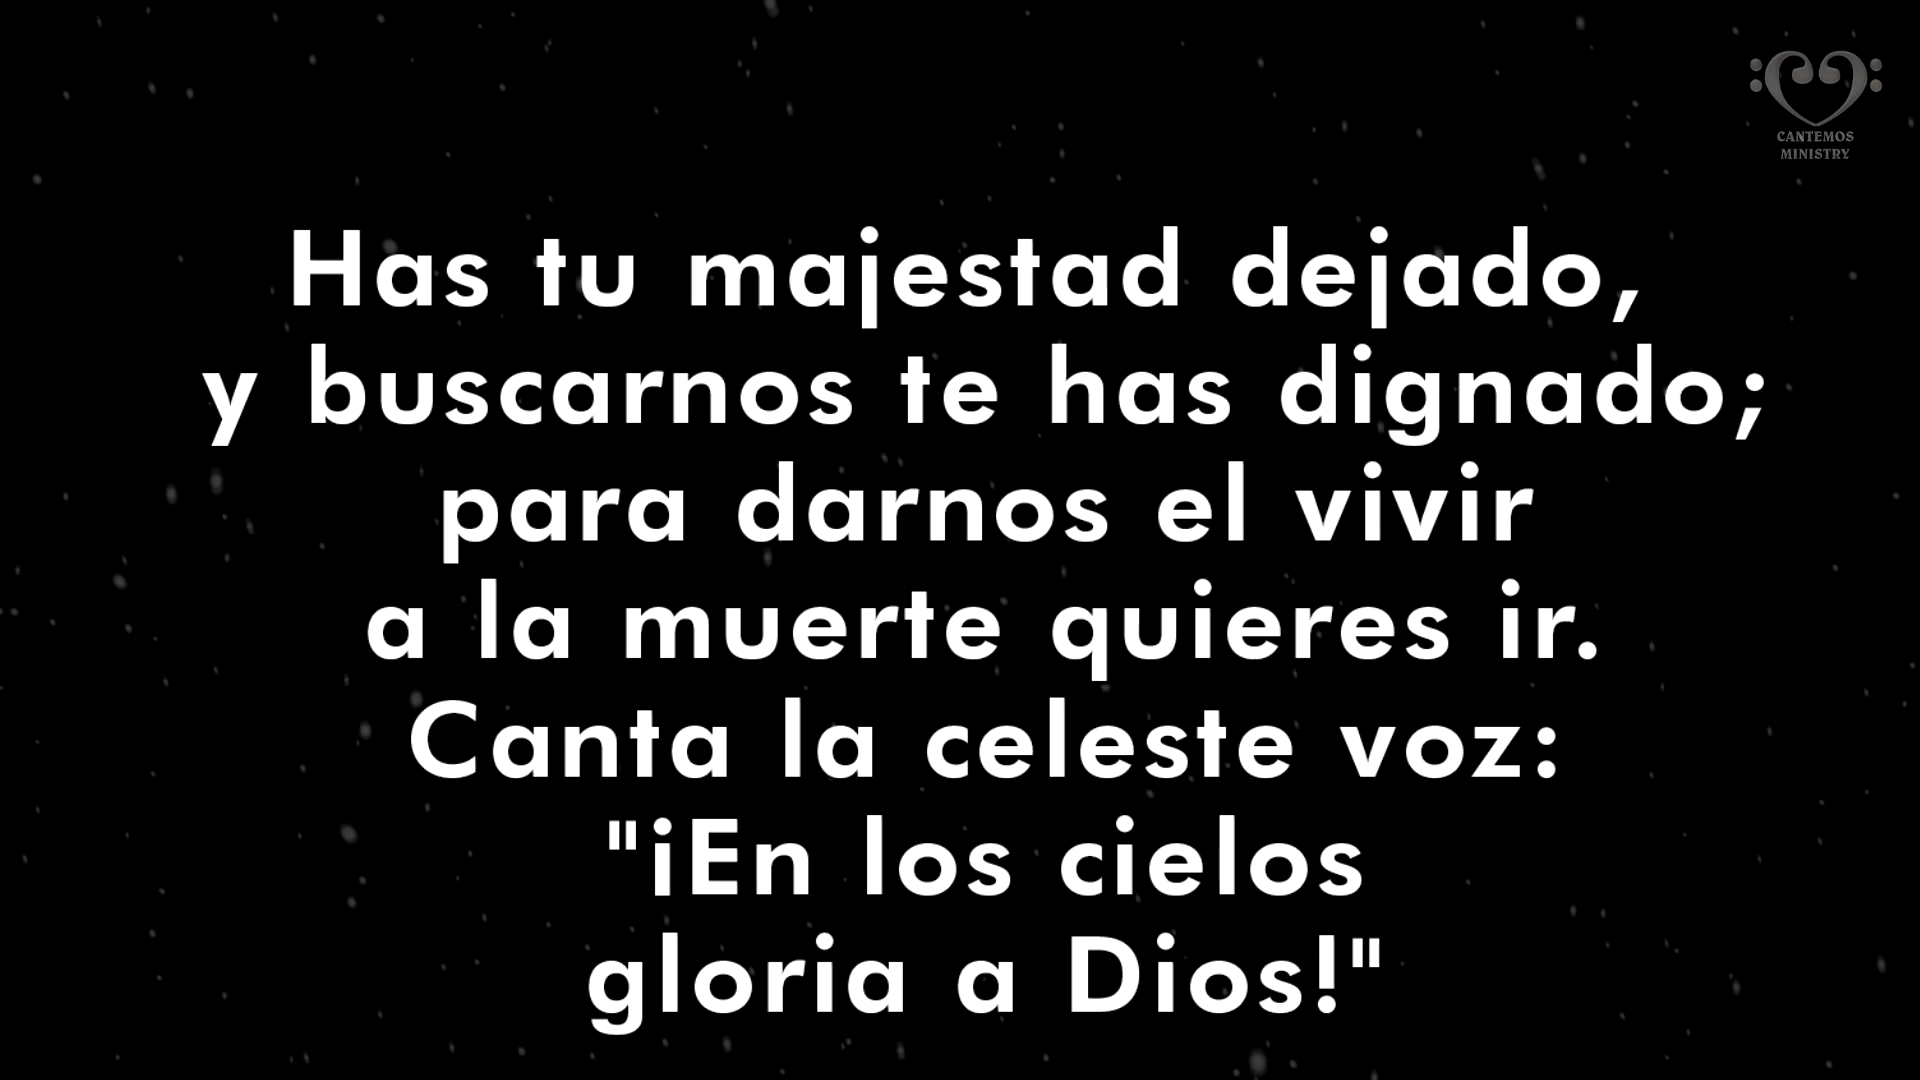 CANTEMOS
MINISTRY
Has tu majestad dejado,
y buscarnos te has dignado;
para darnos el vivir
a la muerte quieres ir.
Canta la celeste voz:
"¡En los cielos
gloria a Dios!"